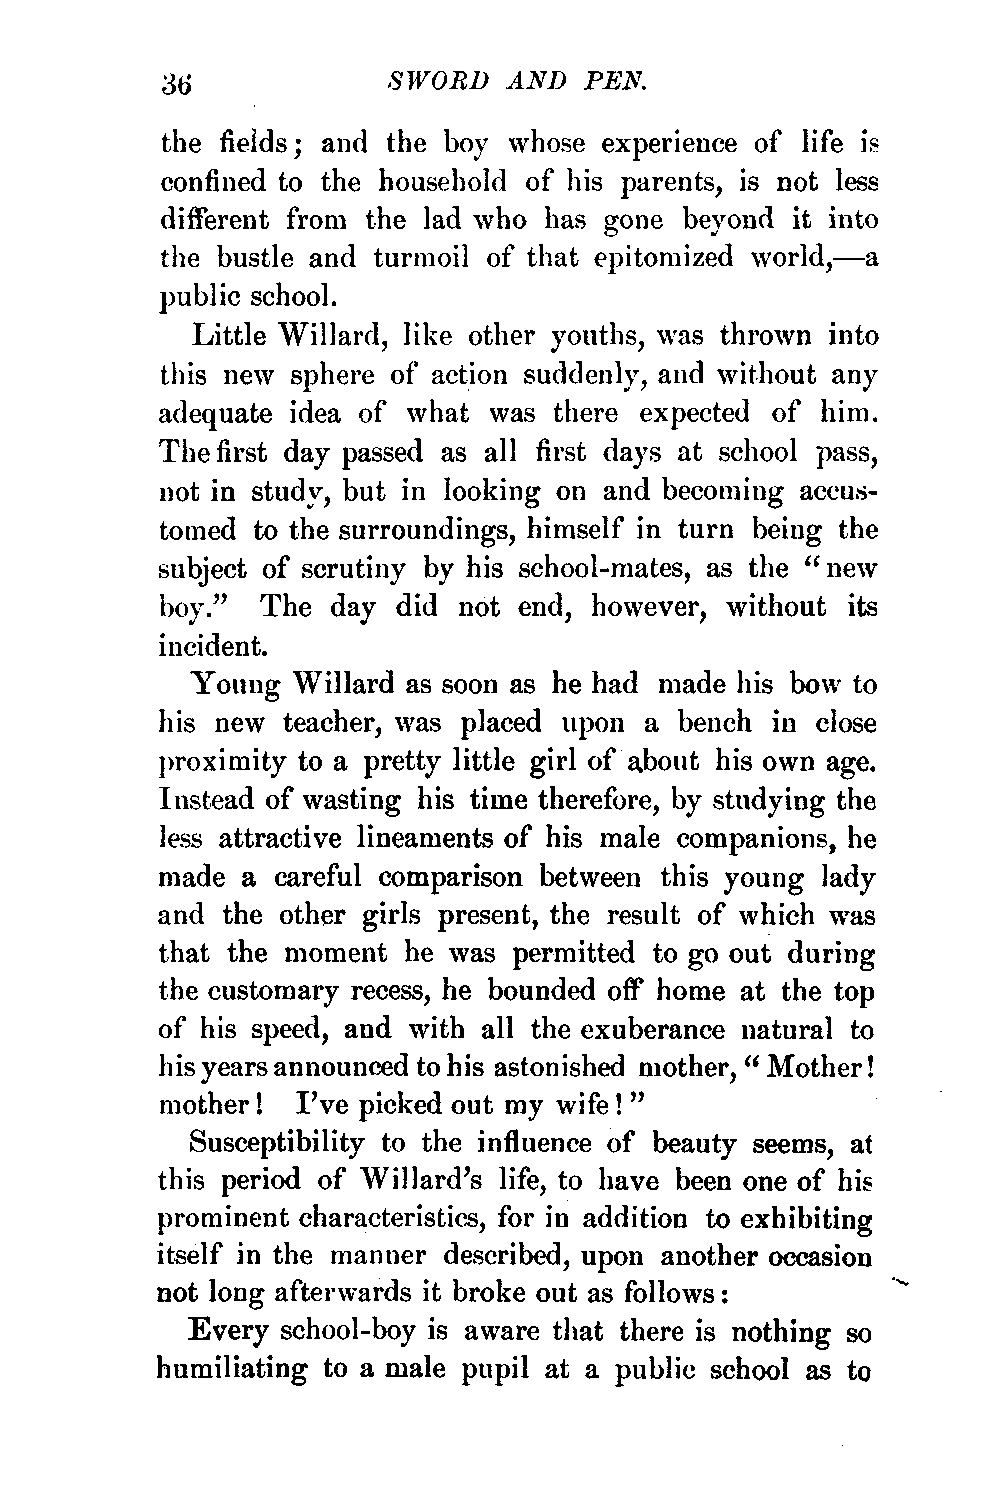 36 SWORD AND PEN.
the fields; and the boy whose experience of life is
confined to the household of his parents, is not less
different from the lad who has gone beyond it into
the bustle and turmoil of that epitomized world,—a
public school.
Little Willard, like other youths, was thrown into
this new sphere of action suddenly, and without any
adequate idea of what was there expected of him.
The first day passed as all first days at school pass,
not in study, but in looking on and becoming accus-
tomed to the surroundings, himself in turn being the
subject of scrutiny by his school-mates, as the “new
boy.” The day did not end, however, without its
incident.
Young Willard as soon as he had made his bow to
his new teacher, was placed upon a bench in close
proximity to a pretty little girl of about his own age.
Instead of wasting his time therefore, by studying the
less attractive lineaments of his male companions, he
made a careful comparison between this young lady
and the other girls present, the result of which was
that the moment he was permitted to go out during
the customary recess, he bounded off home at the top
of his speed, and with all the exuberance natural to
his years announced to his astonished mother, “Mother!
mother! I’ve picked out my wife!”
Susceptibility to the influence of beauty seems, at
this period of Willard’s life, to have been one of his
prominent characteristics, for in addition to exhibiting
itself in the manner described, upon another occasion
not long afterwards it broke out as follows:
Every school-boy is aware that there is nothing so
humiliating to a male pupil at a public school as to